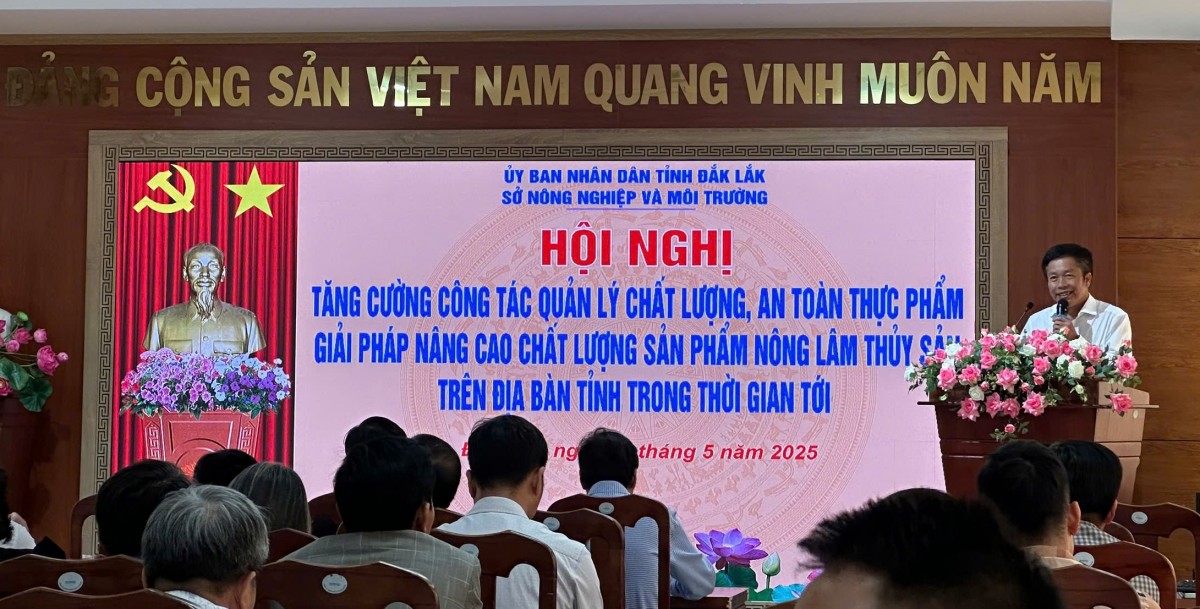 ĐẢNG CỘNG SẢN VIỆT NAM QUANG VINH MUÔN NĂM
ỦY BAN NHÂN DÂN TỈNH ĐẮK LẮK
SỞ NÔNG NGHIỆP VÀ MÔI TRƯỜNG
HỘI NGHỊ
TĂNG CƯỜNG CÔNG TÁC QUẢN LÝ CHẤT LƯỢNG, AN TOÀN THỰC PHẨM
GIẢI PHÁP NÂNG CAO CHẤT LƯỢNG SẢN PHẨM NÔNG LÂM THỦY SẢN
TRÊN ĐỊA BÀN TỈNH TRONG THỜI GIAN TỚI
tháng 5 năm 2025